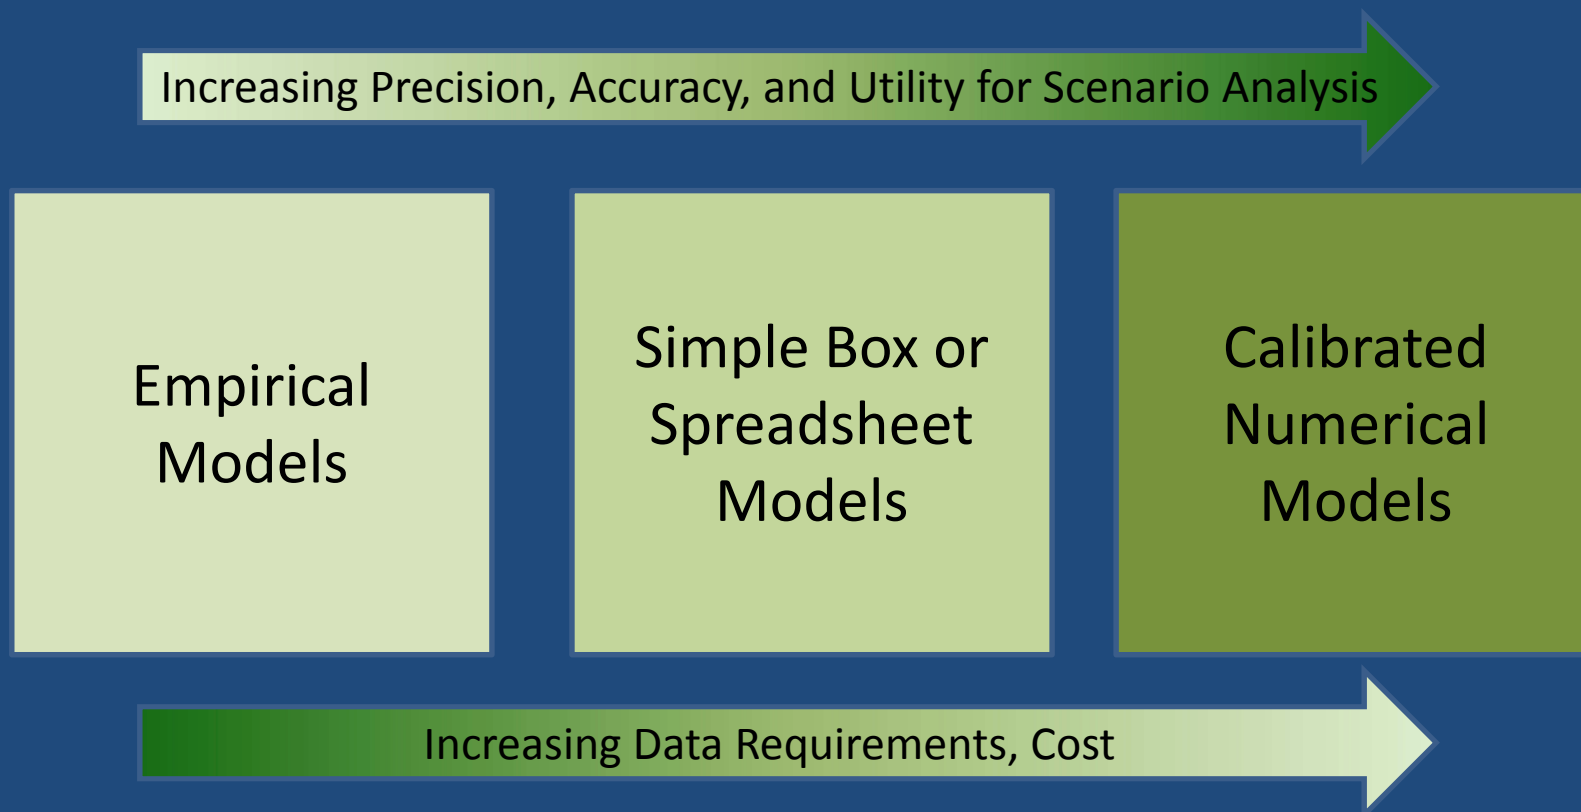 Increasing Precision, Accuracy, and Utility for Scenario Analysis
Empirical
Models
Simple Box or
Spreadsheet
Models
Calibrated
Numerical
Models
Increasing Data Requirements, Cost